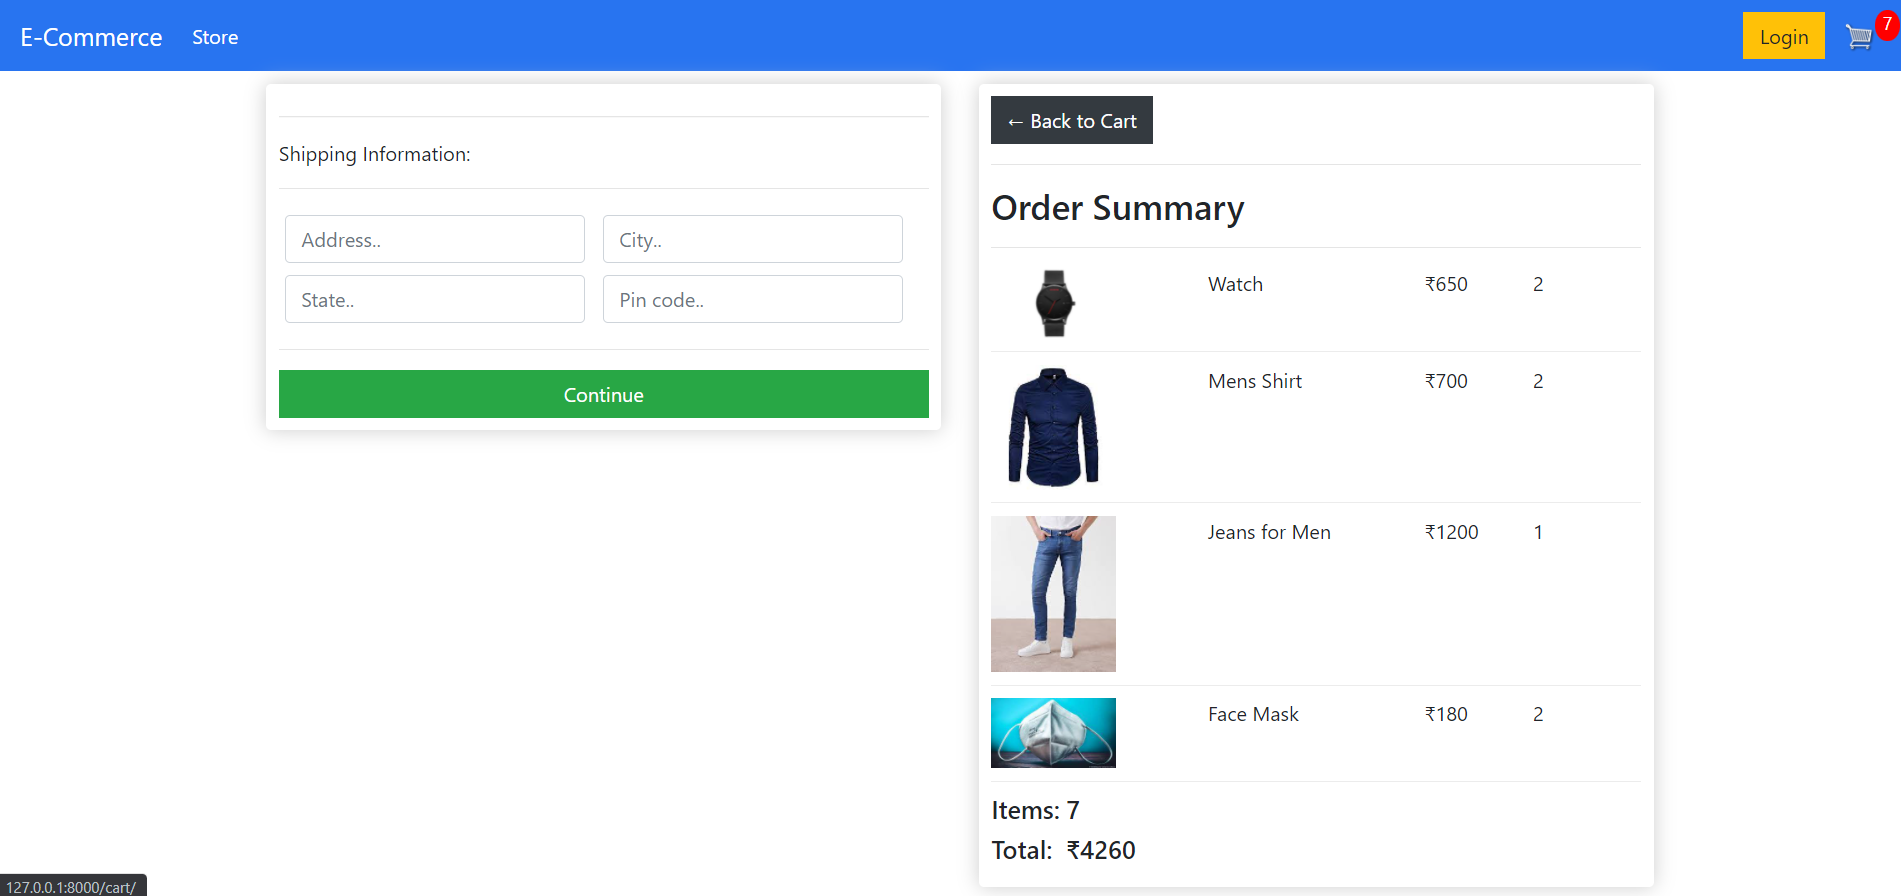 E-Commerce Store Login 7
Shipping Information:
Address.. City..
State.. Pin code..
Continue
← Back to Cart
Order Summary
Watch ₹650 2
Mens Shirt ₹700 2
Jeans for Men ₹1200 1
Face Mask ₹180 2
Items: 7
Total: ₹4260
127.0.0.1:8000/cart/